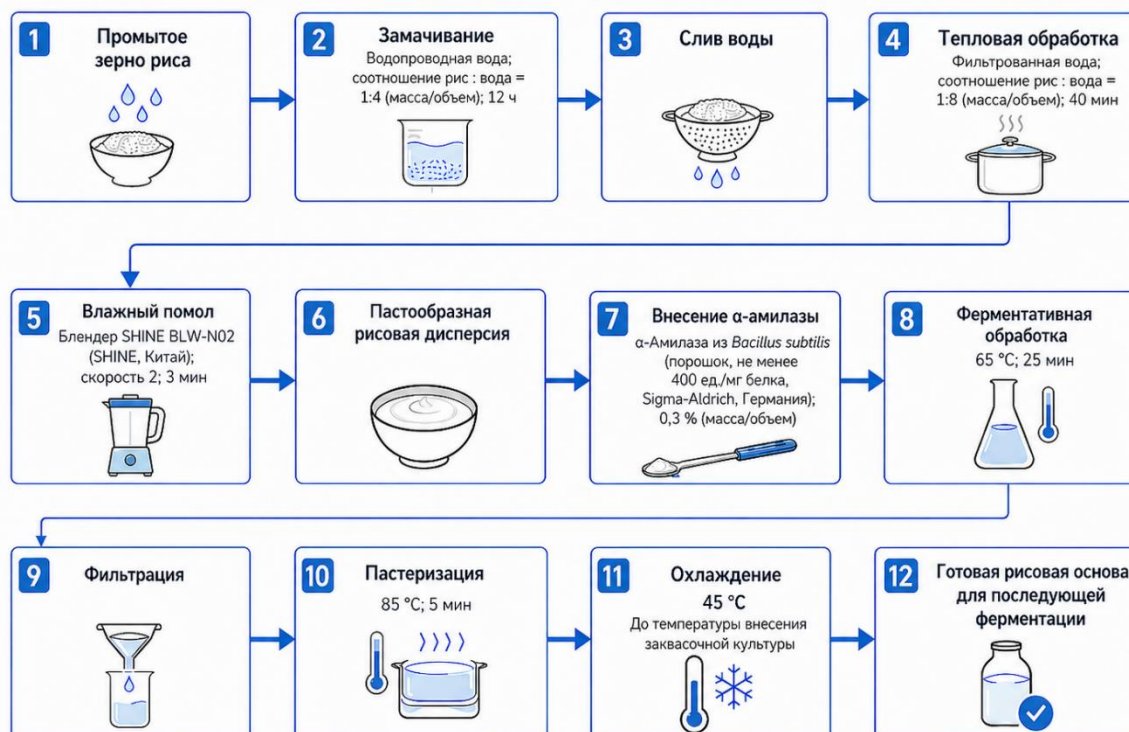 1
Промытое
зерно риса
2
Замачивание
Водопроводная вода;
соотношение рис : вода =
1:4 (масса/объем); 12 ч
3
Слив воды
4
Тепловая обработка
Фильтрованная вода;
соотношение рис : вода =
1:8 (масса/объем); 40 мин
5
Влажный помол
Блендер SHINE BLW-N02
(SHINE, Китай);
скорость 2; 3 мин
6
Пастообразная
рисовая дисперсия
7
Внесение α-амилазы
α-Амилаза из Bacillus subtilis
(порошок, не менее
400 ед./мг белка,
Sigma-Aldrich, Германия);
0,3 % (масса/объем)
8
Ферментативная
обработка
65 °C; 25 мин
9
Фильтрация
10
Пастеризация
85 °C; 5 мин
11
Охлаждение
45 °C
До температуры внесения
заквасочной культуры
12
Готовая рисовая основа
для последующей
ферментации